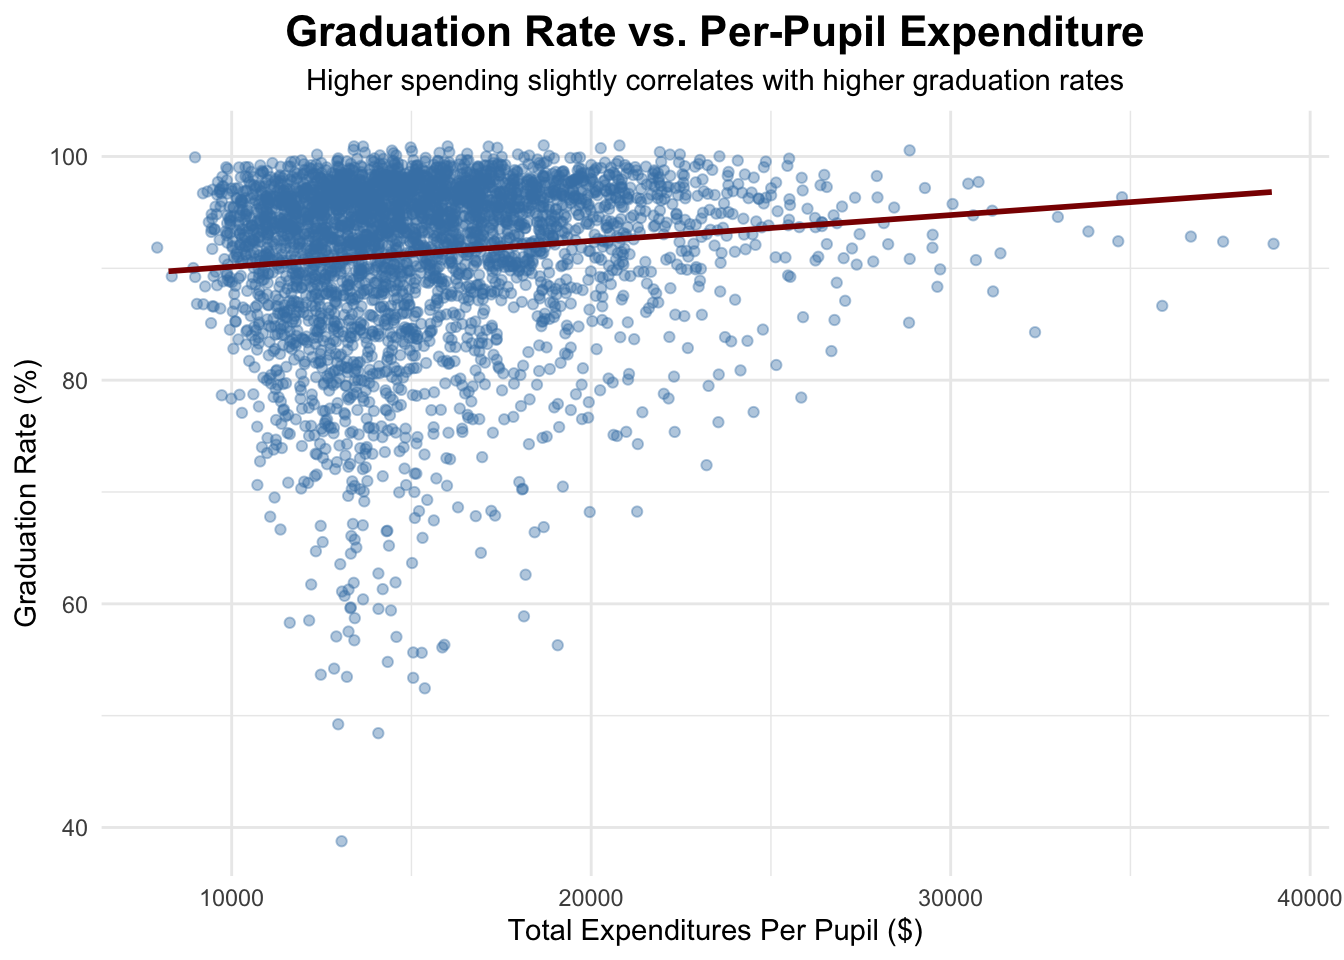 Graduation Rate vs. Per-Pupil Expenditure
Higher spending slightly correlates with higher graduation rates
100
80
60
40
Graduation Rate (%)
10000
20000
30000
40000
Total Expenditures Per Pupil ($)